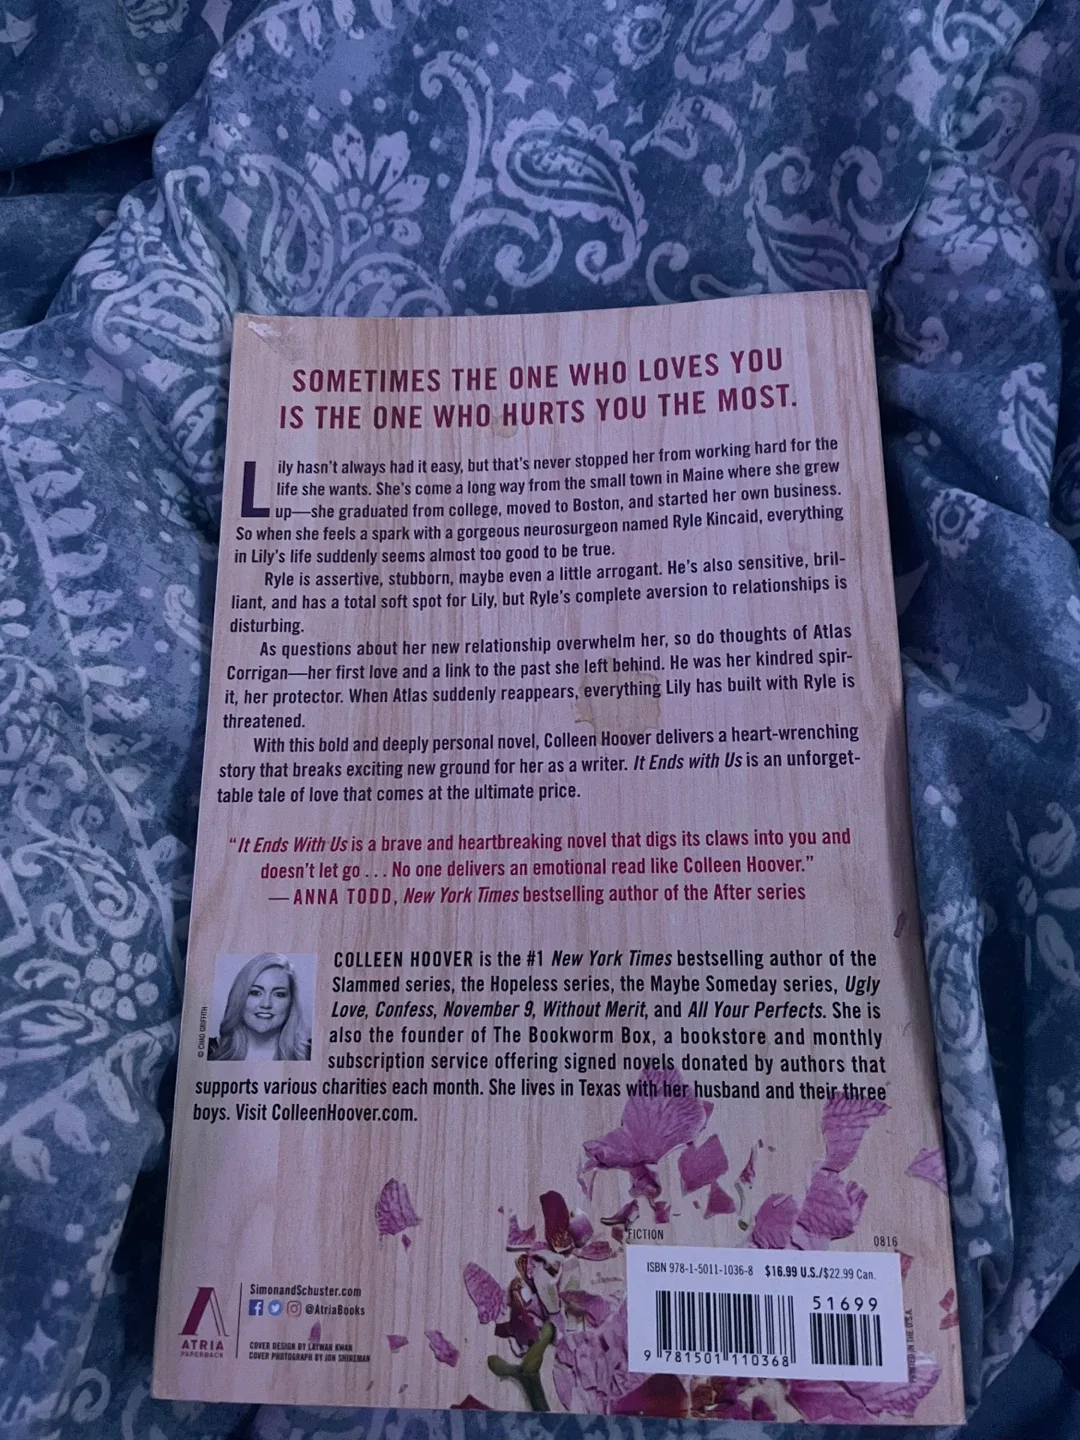 SOMETIMES THE ONE WHO LOVES YOU
IS THE ONE WHO HURTS YOU THE MOST.
Lily hasn't always had it easy, but that's never stopped her from working hard for the
life she wants. She's come a long way from the small town in Maine where she grew
up—she graduated from college, moved to Boston, and started her own business.
So when she feels a spark with a gorgeous neurosurgeon named Ryle Kincaid, everything
in Lily's life suddenly seems almost too good to be true.
Ryle is assertive, stubborn, maybe even a little arrogant. He's also sensitive, bril-
liant, and has a total soft spot for Lily, but Ryle's complete aversion to relationships is
disturbing.
As questions about her new relationship overwhelm her, so do thoughts of Atlas
Corrigan—her first love and a link to the past she left behind. He was her kindred spir-
it, her protector. When Atlas suddenly reappears, everything Lily has built with Ryle is
threatened.
With this bold and deeply personal novel, Colleen Hoover delivers a heart-wrenching
story that breaks exciting new ground for her as a writer. It Ends with Us is an unforget-
table tale of love that comes at the ultimate price.
"It Ends With Us is a brave and heartbreaking novel that digs its claws into you and
doesn't let go . . . No one delivers an emotional read like Colleen Hoover."
— ANNA TODD, New York Times bestselling author of the After series
© CHAD GRIFFITH
COLLEEN HOOVER is the #1 New York Times bestselling author of the
Slammed series, the Hopeless series, the Maybe Someday series, Ugly
Love, Confess, November 9, Without Merit, and All Your Perfects. She is
also the founder of The Bookworm Box, a bookstore and monthly
subscription service offering signed novels donated by authors that
supports various charities each month. She lives in Texas with her husband and their three
boys. Visit ColleenHoover.com.
FICTION
0816
ISBN 978-1-5011-1036-8 $16.99 U.S./$22.99 Can.
51699
9 781501 110368
PRINTED IN THE U.S.A.
ATRIA
PAPERBACK
SimonandSchuster.com
@AtriaBooks
COVER DESIGN BY LAYWAN KWAN
COVER PHOTOGRAPH BY JON SHIREMAN